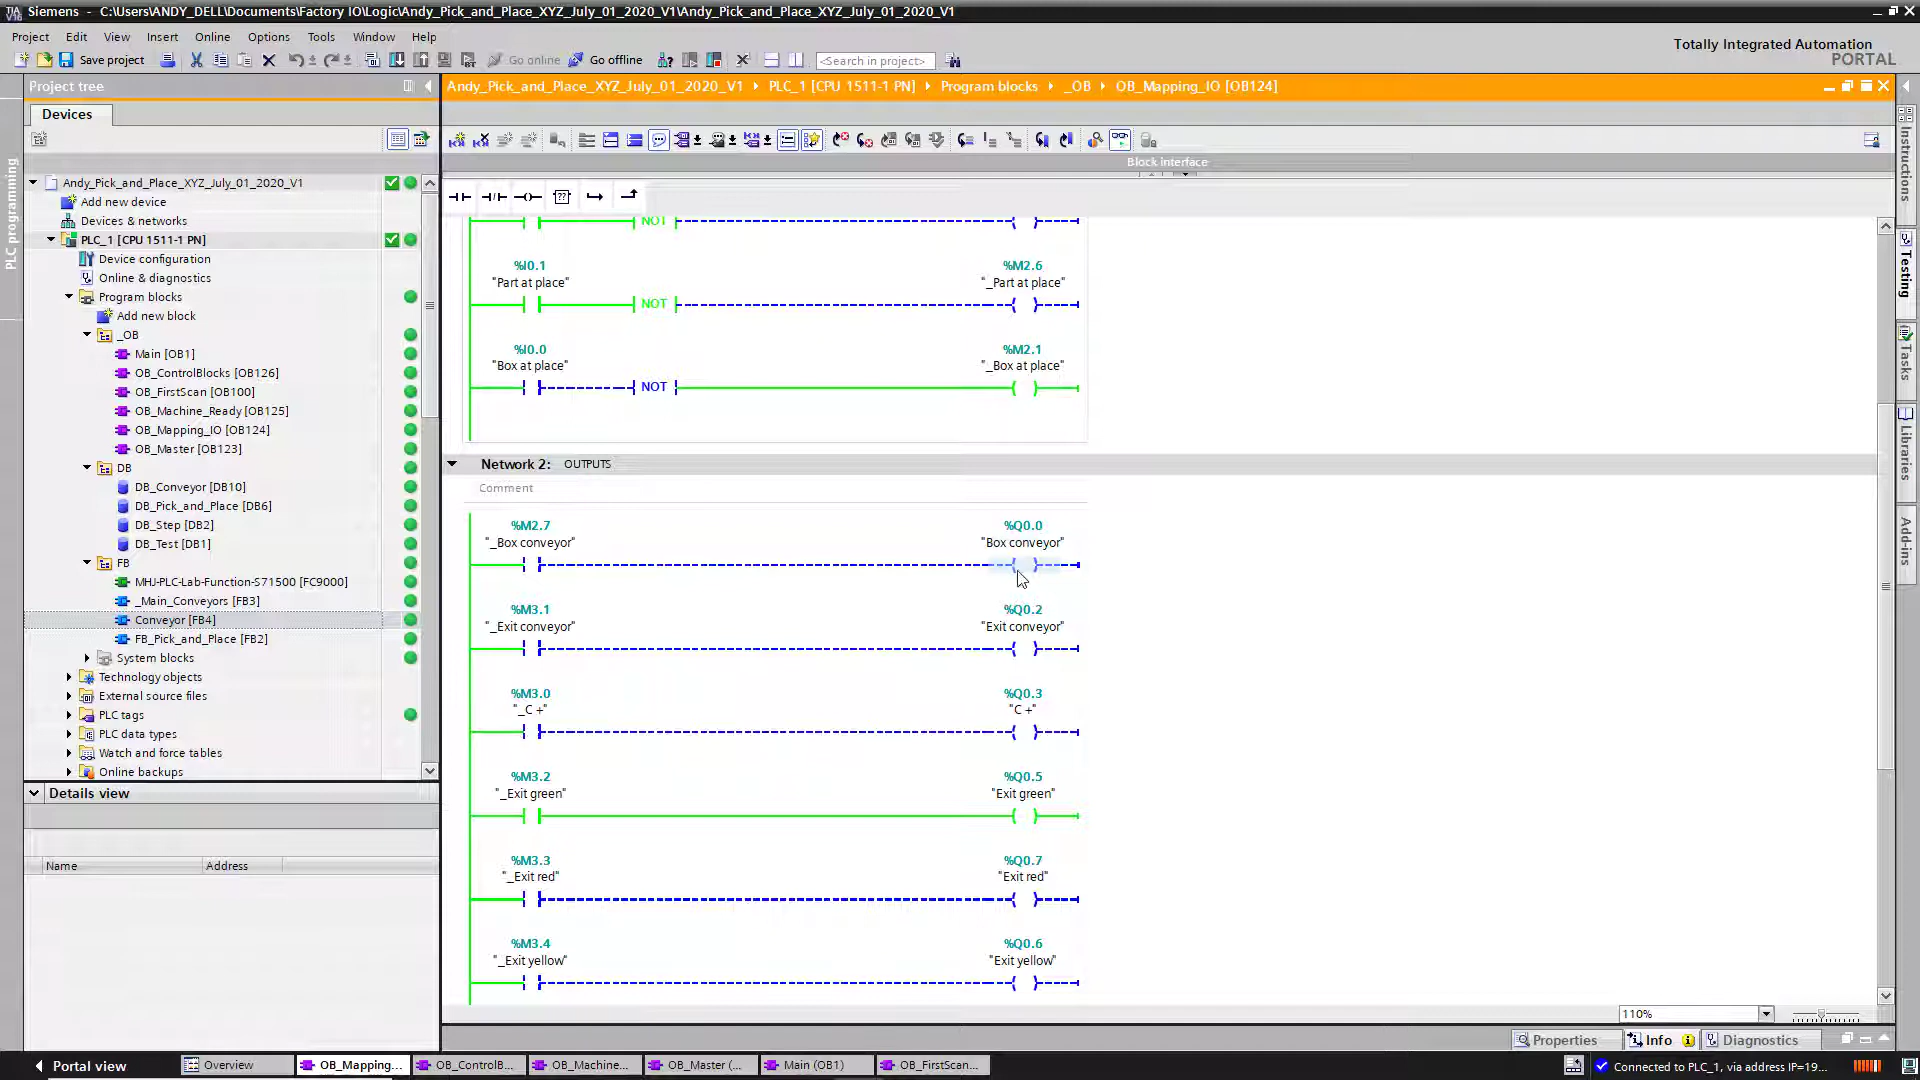 Siemens - C:\Users\ANDY_DELL\Documents\Factory IO\Logic\Andy_Pick_and_Place_XYZ_July_01_2020_V1\Andy_Pick_and_Place_XYZ_July_01_2020_V1
Project Edit View Insert Online Options Tools Window Help
Totally Integrated Automation
PORTAL
Save project
Go online
Go offline
<Search in project>
Project tree
Andy_Pick_and_Place_XYZ_July_01_2020_V1 PLC_1 [CPU 1511-1 PN] Program blocks _OB OB_Mapping_IO [OB124]
Devices
Block interface
PLC programming
Andy_Pick_and_Place_XYZ_July_01_2020_V1
Add new device
Devices & networks
PLC_1 [CPU 1511-1 PN]
Device configuration
Online & diagnostics
Program blocks
Add new block
_OB
Main [OB1]
OB_ControlBlocks [OB126]
OB_FirstScan [OB100]
OB_Machine_Ready [OB125]
OB_Mapping_IO [OB124]
OB_Master [OB123]
DB
DB_Conveyor [DB10]
DB_Pick_and_Place [DB6]
DB_Step [DB2]
DB_Test [DB1]
FB
MHJ-PLC-Lab-Function-S71500 [FC9000]
_Main_Conveyors [FB3]
Conveyor [FB4]
FB_Pick_and_Place [FB2]
System blocks
Technology objects
External source files
PLC tags
PLC data types
Watch and force tables
Online backups
Details view
Name Address
NOT
%I0.1 %M2.6
"Part at place" "_Part at place"
NOT
%I0.0 %M2.1
"Box at place" "_Box at place"
NOT
Network 2: OUTPUTS
Comment
%M2.7 %Q0.0
"_Box conveyor" "Box conveyor"
%M3.1 %Q0.2
"_Exit conveyor" "Exit conveyor"
%M3.0 %Q0.3
"_C +" "C +"
%M3.2 %Q0.5
"_Exit green" "Exit green"
%M3.3 %Q0.7
"_Exit red" "Exit red"
%M3.4 %Q0.6
"_Exit yellow" "Exit yellow"
110%
Instructions
Testing
Tasks
Libraries
Add-ins
Properties Info Diagnostics
Portal view Overview OB_Mapping... OB_ControlB... OB_Machine... OB_Master (... Main (OB1) OB_FirstScan... Connected to PLC_1, via address IP=19...